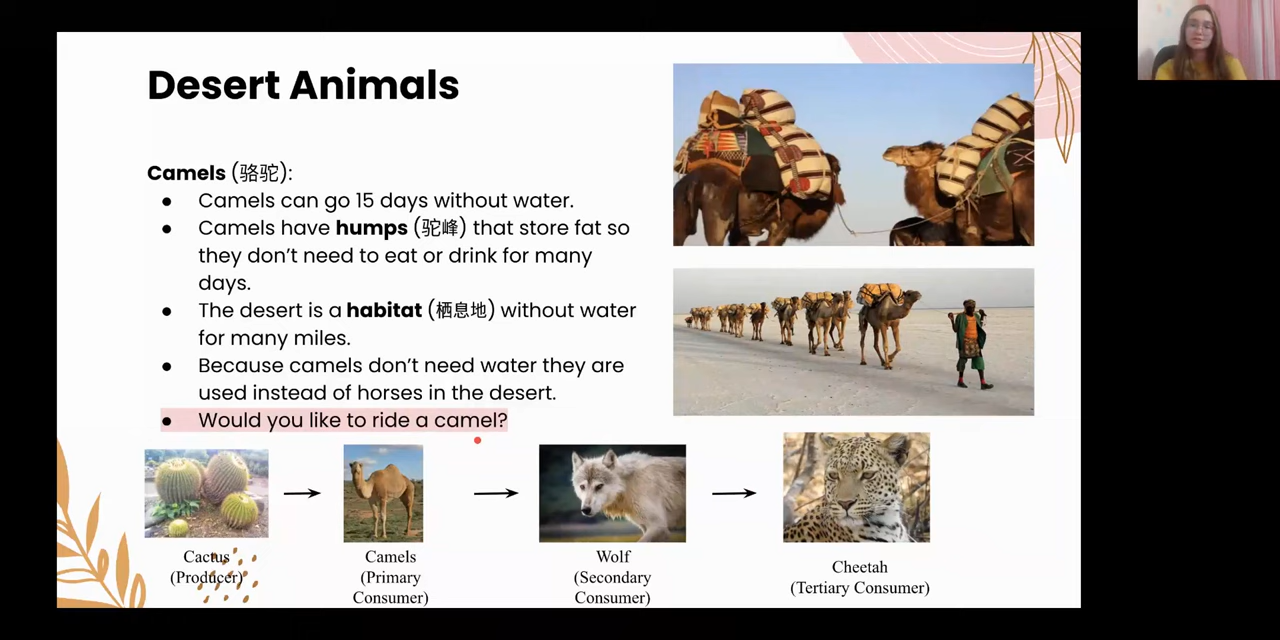 Desert Animals
Camels (骆驼):
● Camels can go 15 days without water.
● Camels have humps (驼峰) that store fat so
they don't need to eat or drink for many
days.
● The desert is a habitat (栖息地) without water
for many miles.
● Because camels don't need water they are
used instead of horses in the desert.
● Would you like to ride a camel?
Cactus
(Producer)
Camels
(Primary
Consumer)
Wolf
(Secondary
Consumer)
Cheetah
(Tertiary Consumer)